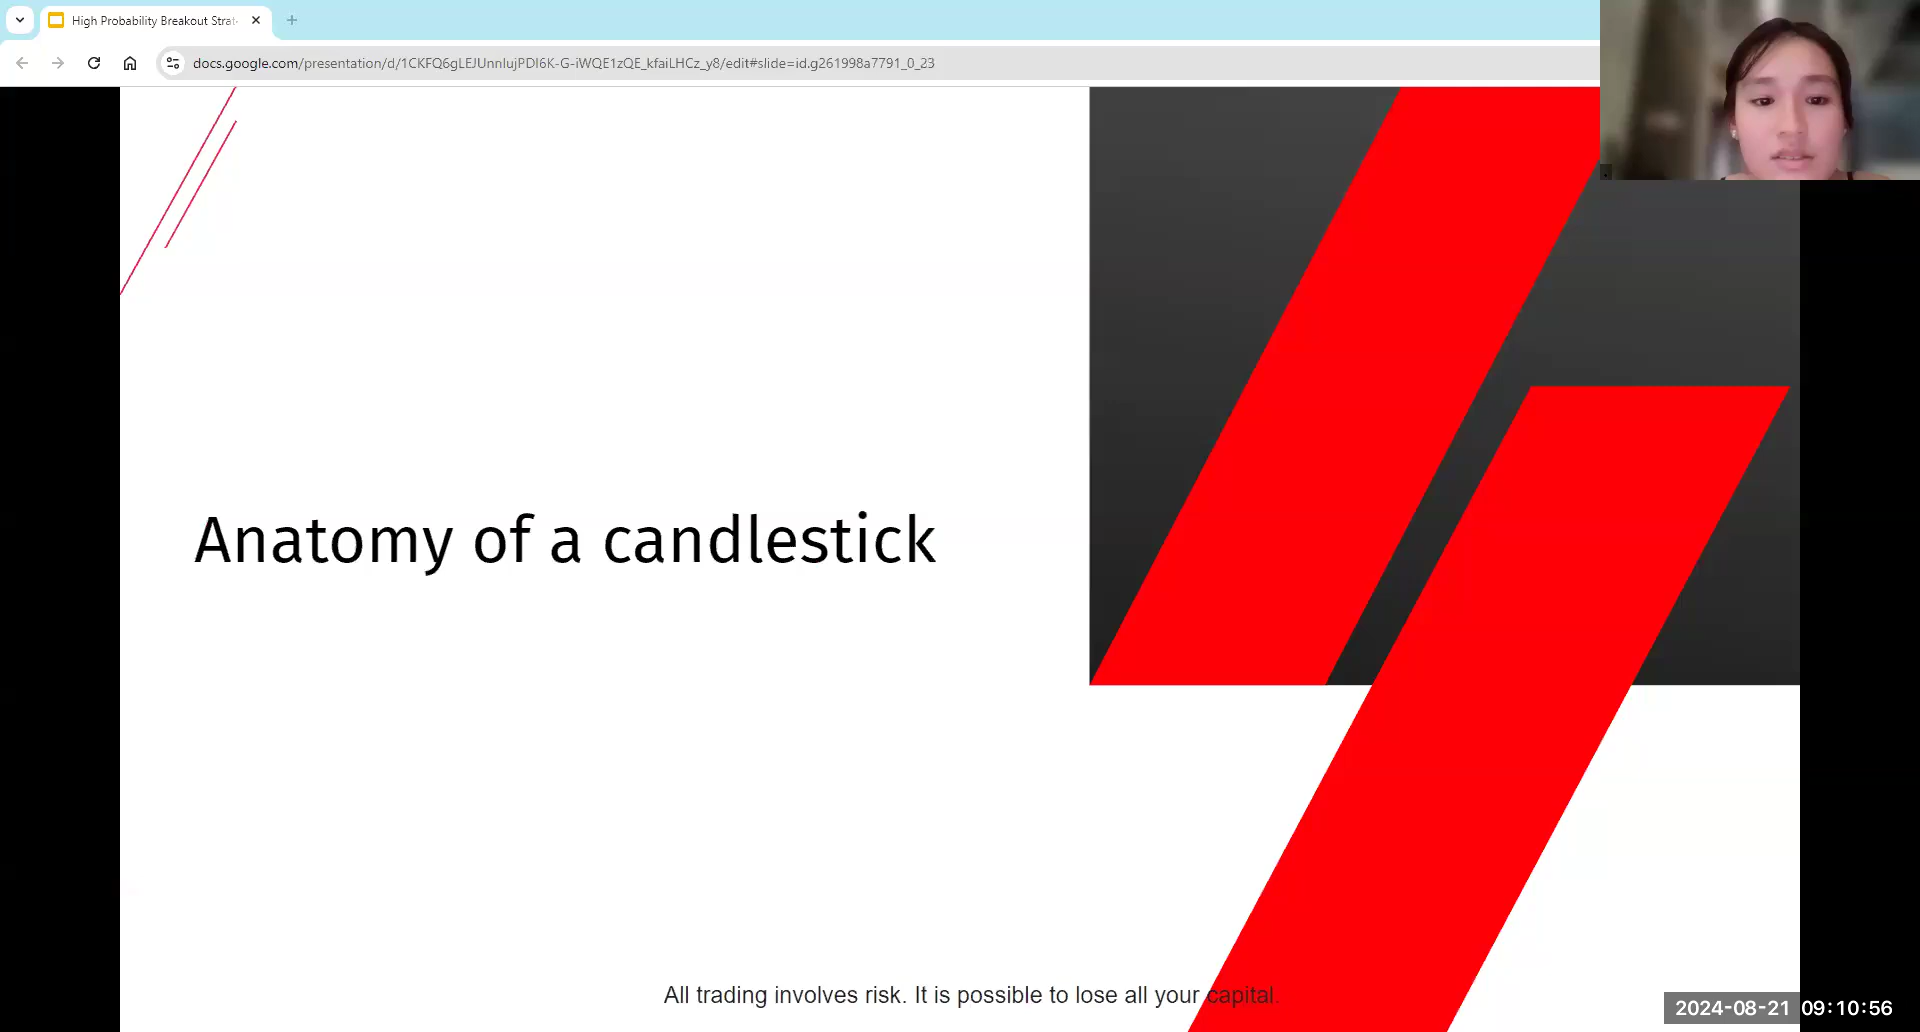 High Probability Breakout Strat
docs.google.com/presentation/d/1CKFQ6gLEJUnnlujPDI6K-G-iWQE1zQE_kfaiLHCz_y8/edit#slide=id.g261998a7791_0_23
Anatomy of a candlestick
All trading involves risk. It is possible to lose all your capital.
2024-08-21 09:10:56